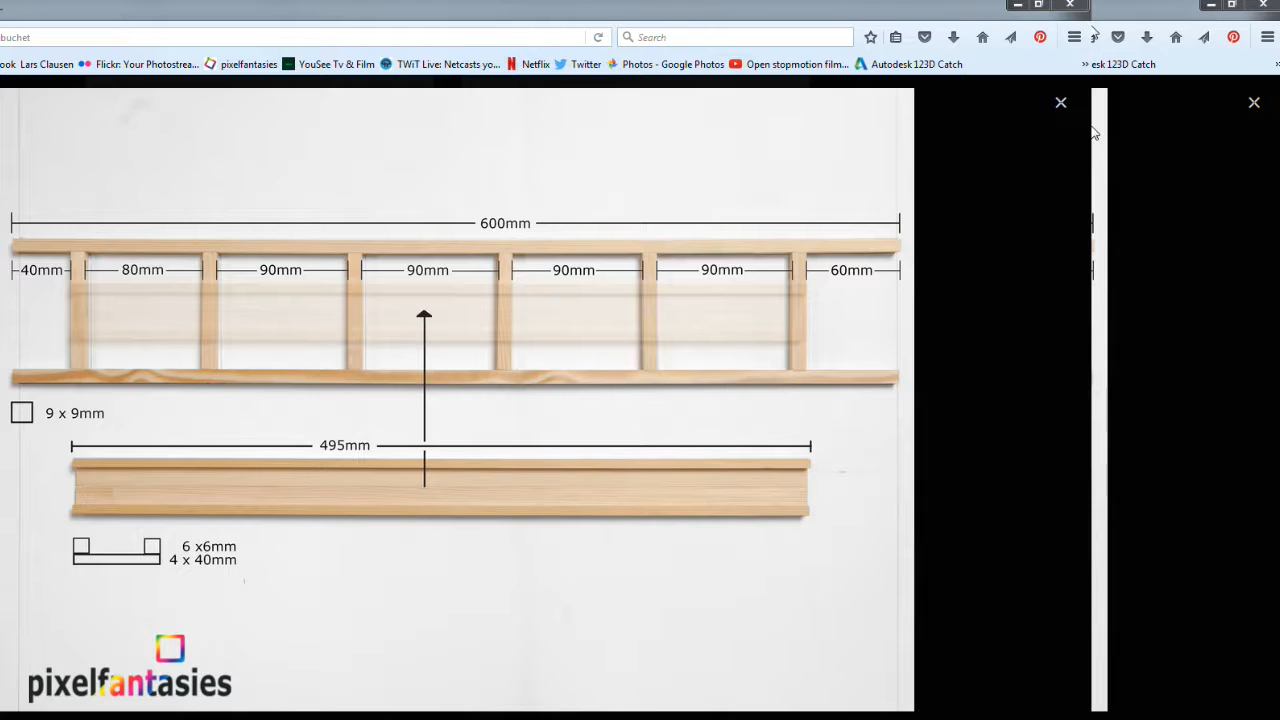 buchet
Search
ook Lars Clausen Flickr: Your Photostrea... pixelfantasies YouSee Tv & Film TWiT Live: Netcasts yo... Netflix Twitter Photos - Google Photos Open stopmotion film... Autodesk 123D Catch » esk 123D Catch »
600mm
40mm 80mm 90mm 90mm 90mm 90mm 60mm
9 x 9mm
495mm
6 x6mm
4 x 40mm
pixelfantasies